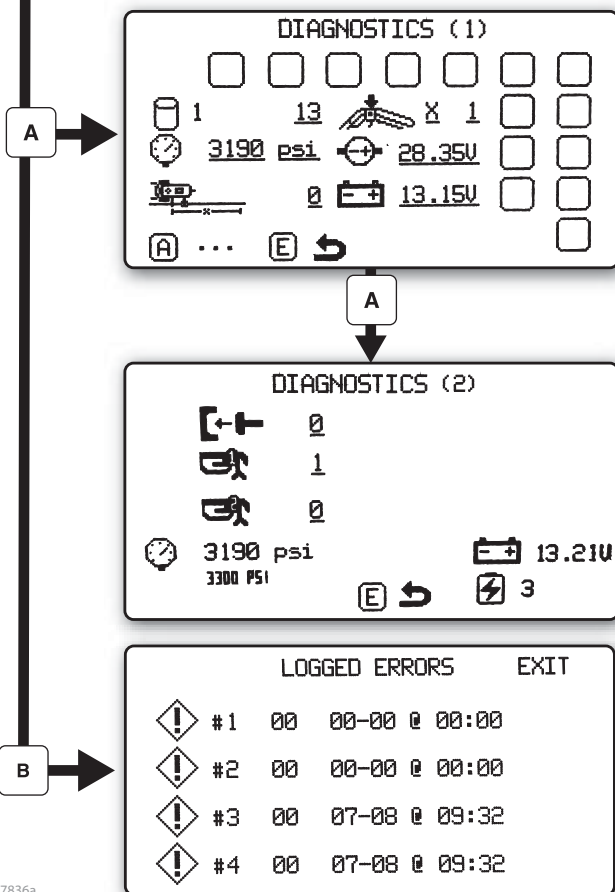 DIAGNOSTICS (1)
1 13 X 1
A
3190 psi 28.35V
0 - + 13.15V
A ... E
A
DIAGNOSTICS (2)
0
1
0
3190 psi - + 13.21V
3300 PSI
E 3
LOGGED ERRORS EXIT
! #1 00 00-00 @ 00:00
! #2 00 00-00 @ 00:00
B
! #3 00 07-08 @ 09:32
! #4 00 07-08 @ 09:32
7836a